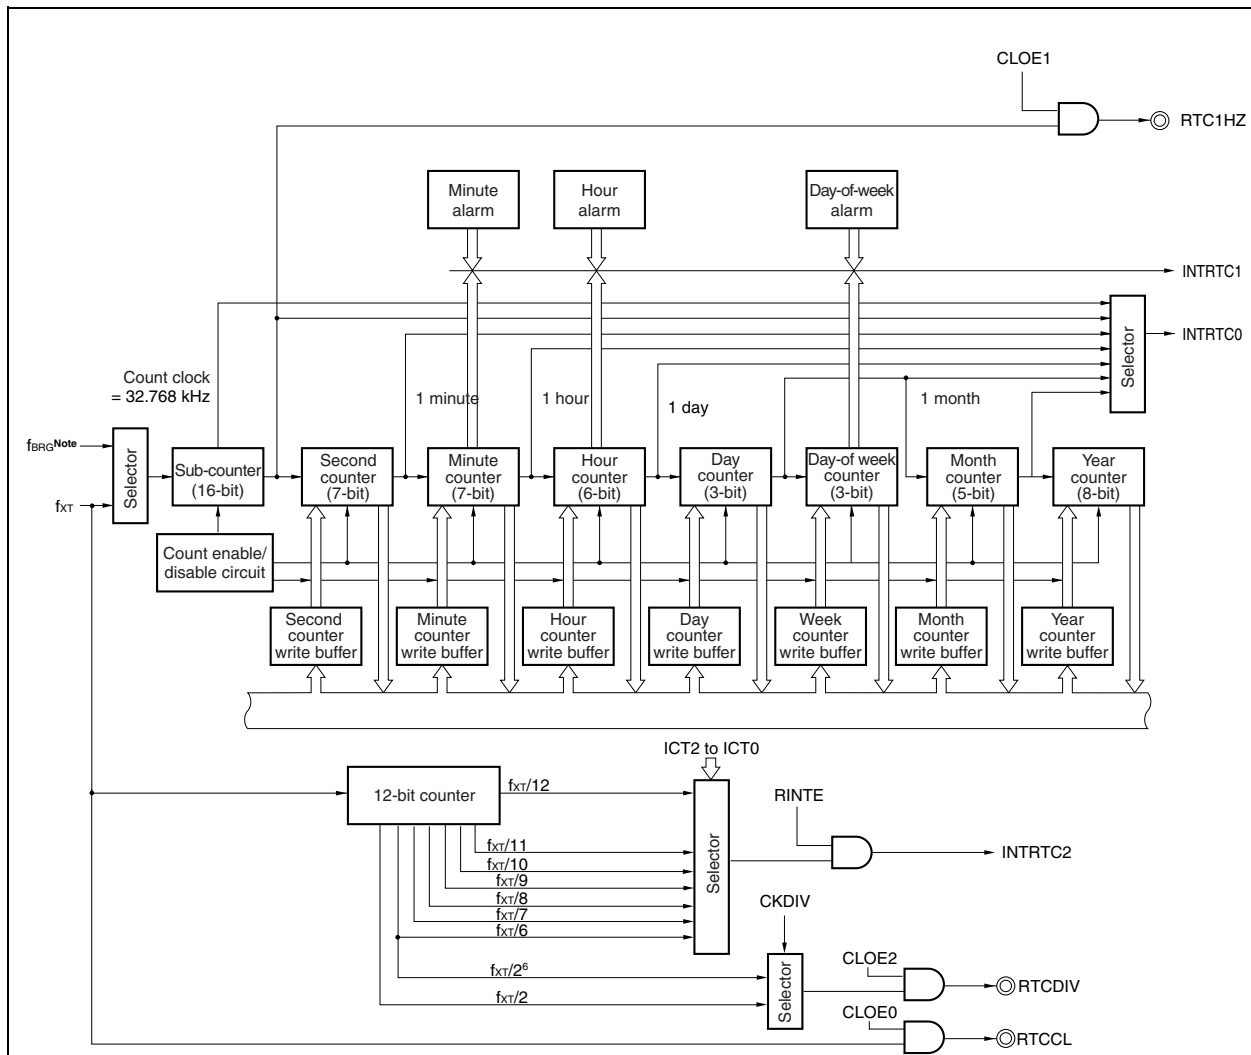 CLOE1
RTC1HZ
Minute
alarm
Hour
alarm
Day-of-week
alarm
INTRTC1
INTRTC0
Selector
Count clock
= 32.768 kHz
1 minute
1 hour
1 day
1 month
fBRG Note
fXT
Selector
Sub-counter
(16-bit)
Second
counter
(7-bit)
Minute
counter
(7-bit)
Hour
counter
(6-bit)
Day
counter
(3-bit)
Day-of week
counter
(3-bit)
Month
counter
(5-bit)
Year
counter
(8-bit)
Count enable/
disable circuit
Second
counter
write buffer
Minute
counter
write buffer
Hour
counter
write buffer
Day
counter
write buffer
Week
counter
write buffer
Month
counter
write buffer
Year
counter
write buffer
ICT2 to ICT0
12-bit counter
fXT/12
fXT/11
fXT/10
fXT/9
fXT/8
fXT/7
fXT/6
Selector
RINTE
INTRTC2
CKDIV
fXT/2⁶
fXT/2
Selector
CLOE2
RTCDIV
CLOE0
RTCCL